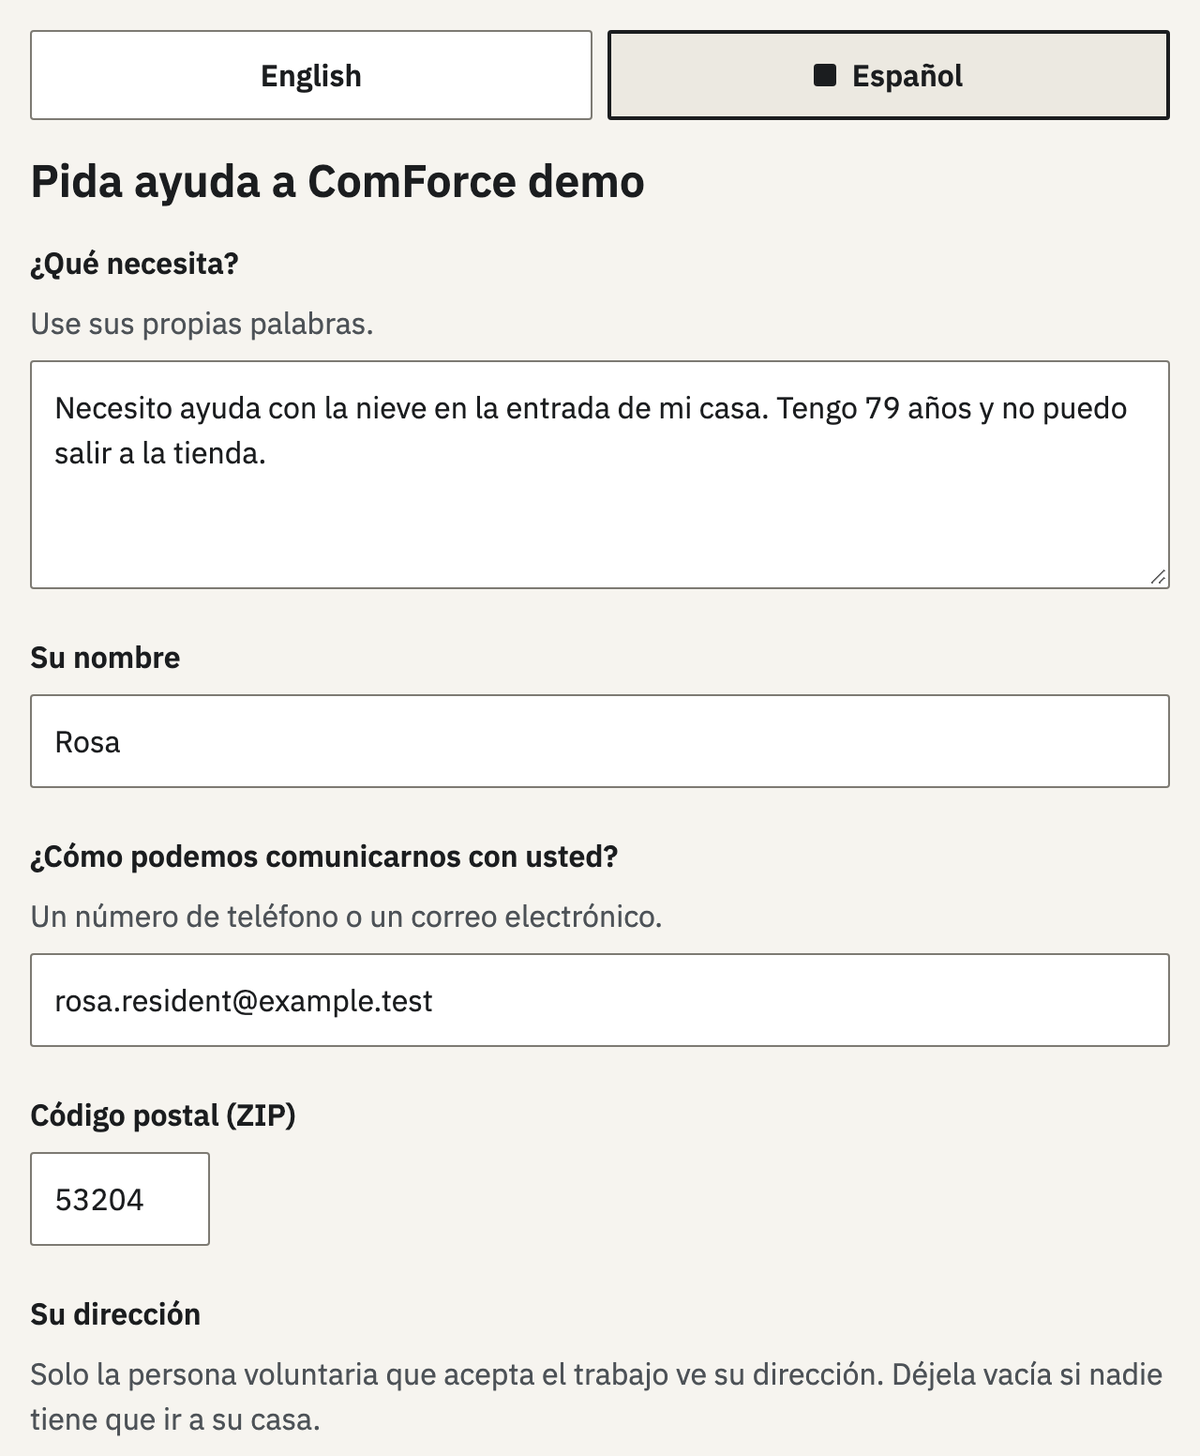 English
Español
Pida ayuda a ComForce demo
¿Qué necesita?
Use sus propias palabras.
Necesito ayuda con la nieve en la entrada de mi casa. Tengo 79 años y no puedo
salir a la tienda.
Su nombre
Rosa
¿Cómo podemos comunicarnos con usted?
Un número de teléfono o un correo electrónico.
rosa.resident@example.test
Código postal (ZIP)
53204
Su dirección
Solo la persona voluntaria que acepta el trabajo ve su dirección. Déjela vacía si nadie
tiene que ir a su casa.